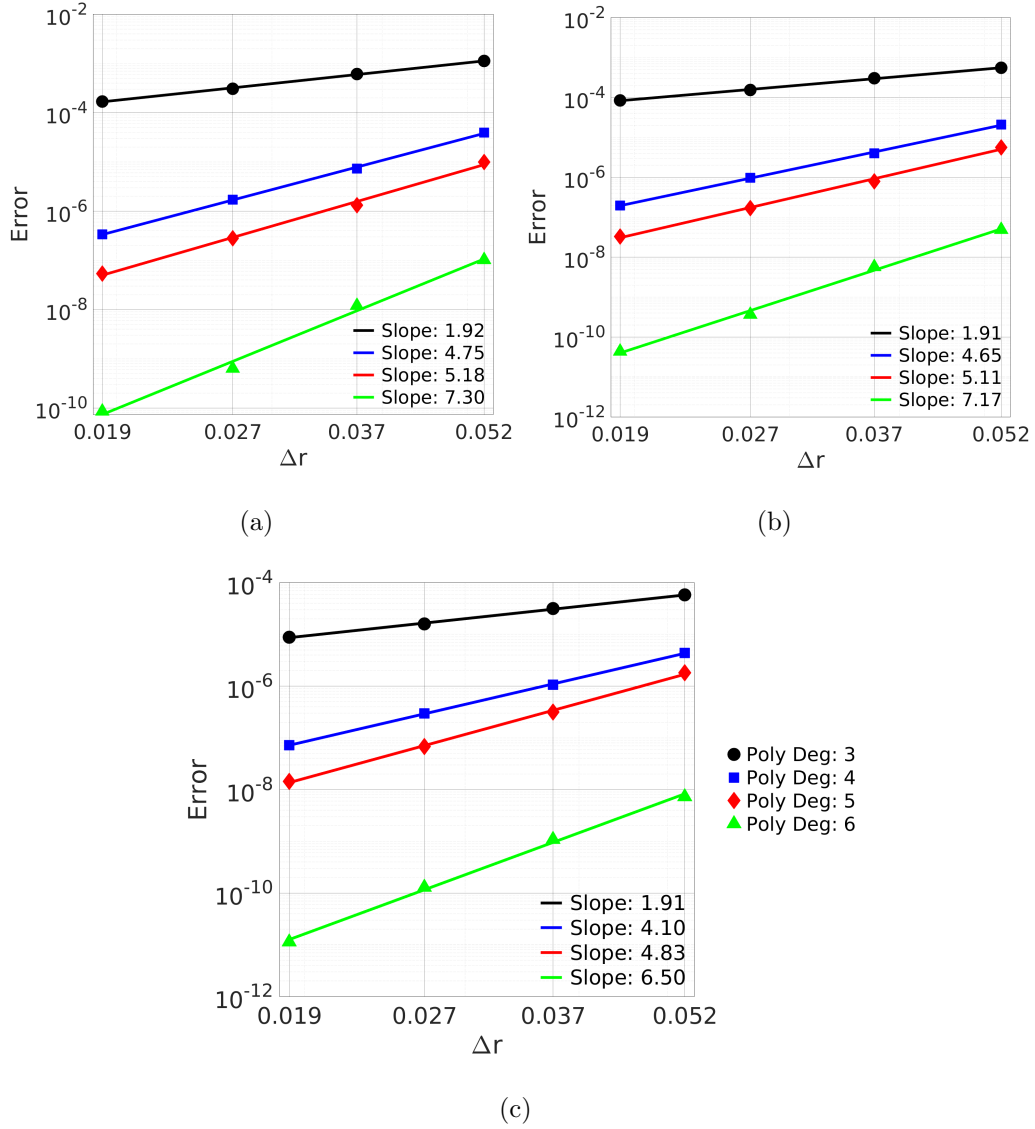 10-2
10-4
10-6
10-8
10-10
Error
0.019 0.027 0.037 0.052
Δr
Slope: 1.92
Slope: 4.75
Slope: 5.18
Slope: 7.30
(a)
10-2
10-4
10-6
10-8
10-10
10-12
Error
0.019 0.027 0.037 0.052
Δr
Slope: 1.91
Slope: 4.65
Slope: 5.11
Slope: 7.17
(b)
10-4
10-6
10-8
10-10
10-12
Error
0.019 0.027 0.037 0.052
Δr
Slope: 1.91
Slope: 4.10
Slope: 4.83
Slope: 6.50
Poly Deg: 3
Poly Deg: 4
Poly Deg: 5
Poly Deg: 6
(c)